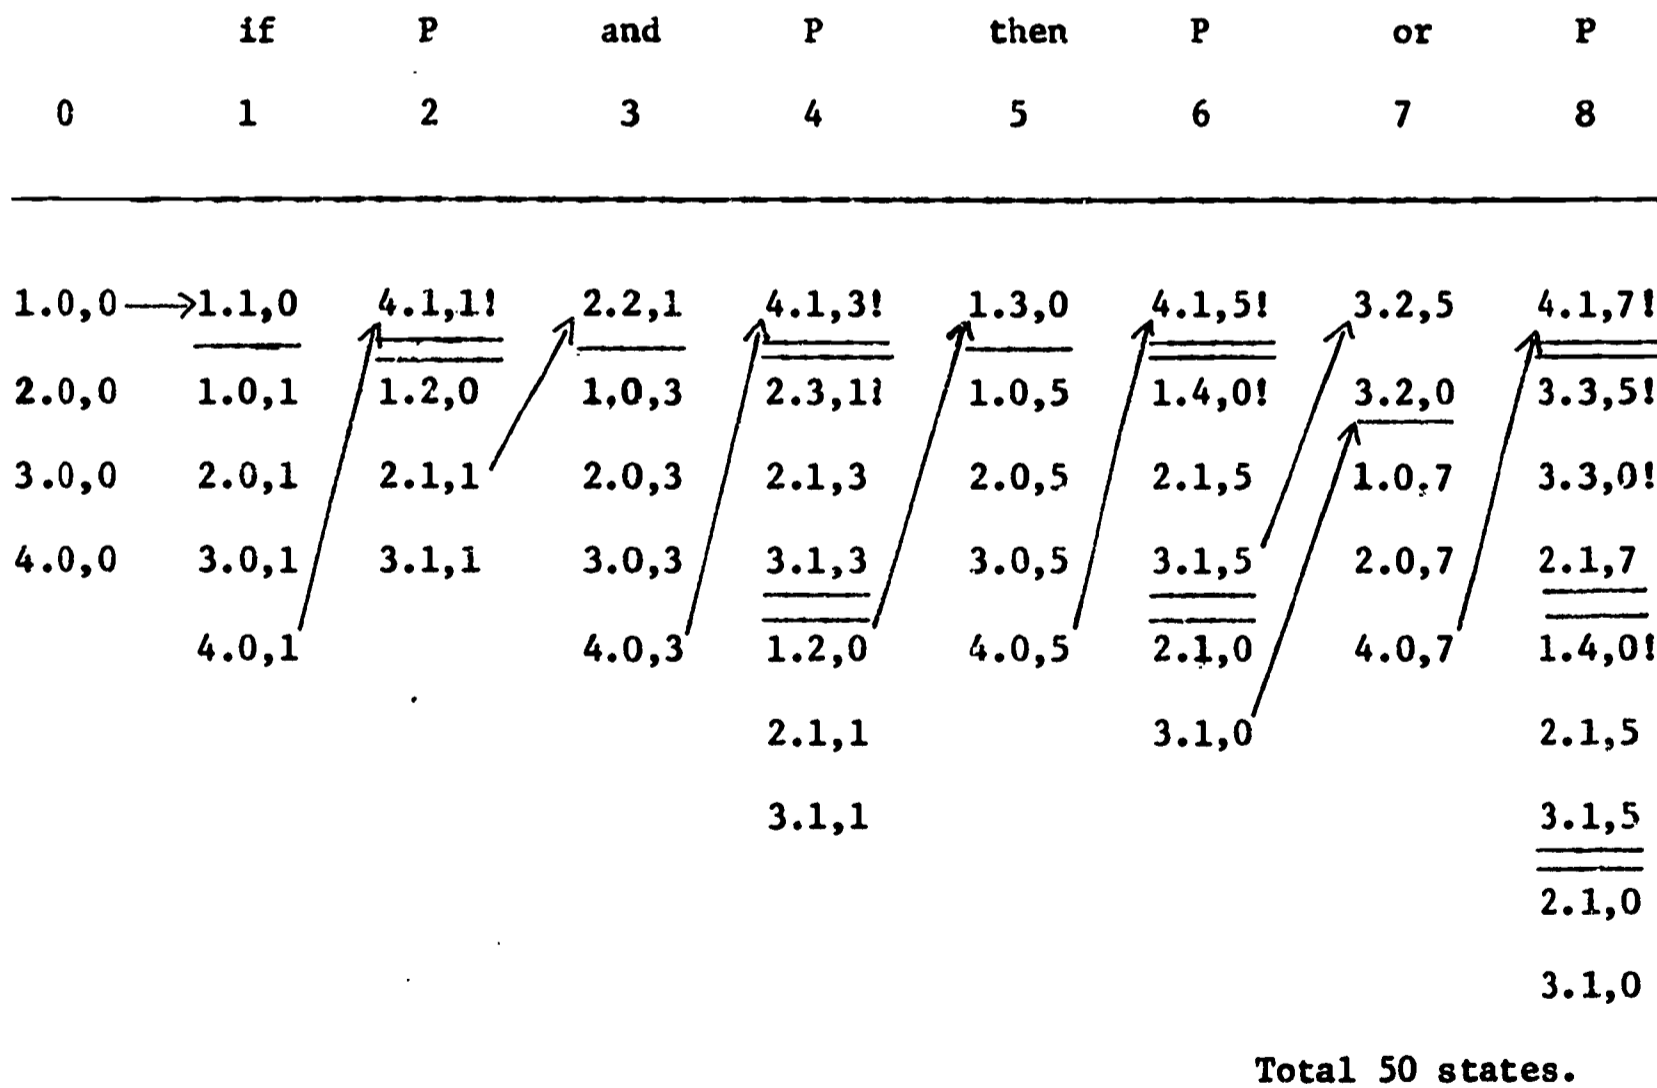 if P and P then P or P
0 1 2 3 4 5 6 7 8
1.0,0 1.1,0 4.1,1! 2.2,1 4.1,3! 1.3,0 4.1,5! 3.2,5 4.1,7!
2.0,0 1.0,1 1.2,0 1,0,3 2.3,1! 1.0,5 1.4,0! 3.2,0 3.3,5!
3.0,0 2.0,1 2.1,1 2.0,3 2.1,3 2.0,5 2.1,5 1.0,7 3.3,0!
4.0,0 3.0,1 3.1,1 3.0,3 3.1,3 3.0,5 3.1,5 2.0,7 2.1,7
4.0,1 4.0,3 1.2,0 4.0,5 2.1,0 4.0,7 1.4,0!
2.1,1 3.1,0 2.1,5
3.1,1 3.1,5
2.1,0
3.1,0
Total 50 states.